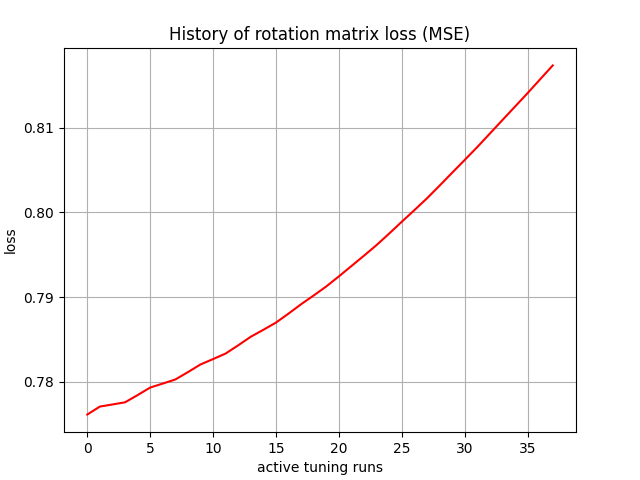 History of rotation matrix loss (MSE)
0.81
0.80
0.79
0.78
loss
0 5 10 15 20 25 30 35
active tuning runs